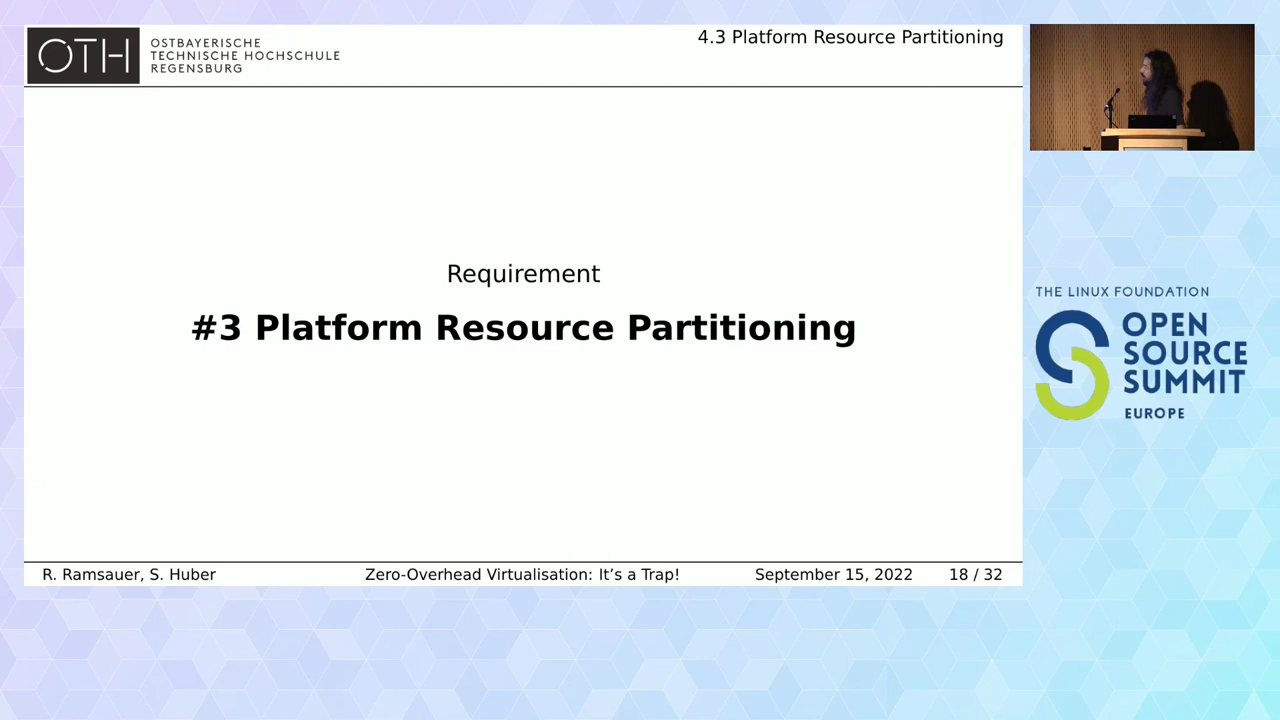 OTH
OSTBAYERISCHE
TECHNISCHE HOCHSCHULE
REGENSBURG
4.3 Platform Resource Partitioning
Requirement
#3 Platform Resource Partitioning
R. Ramsauer, S. Huber
Zero-Overhead Virtualisation: It’s a Trap!
September 15, 2022
18 / 32
THE LINUX FOUNDATION
OPEN
SOURCE
SUMMIT
EUROPE